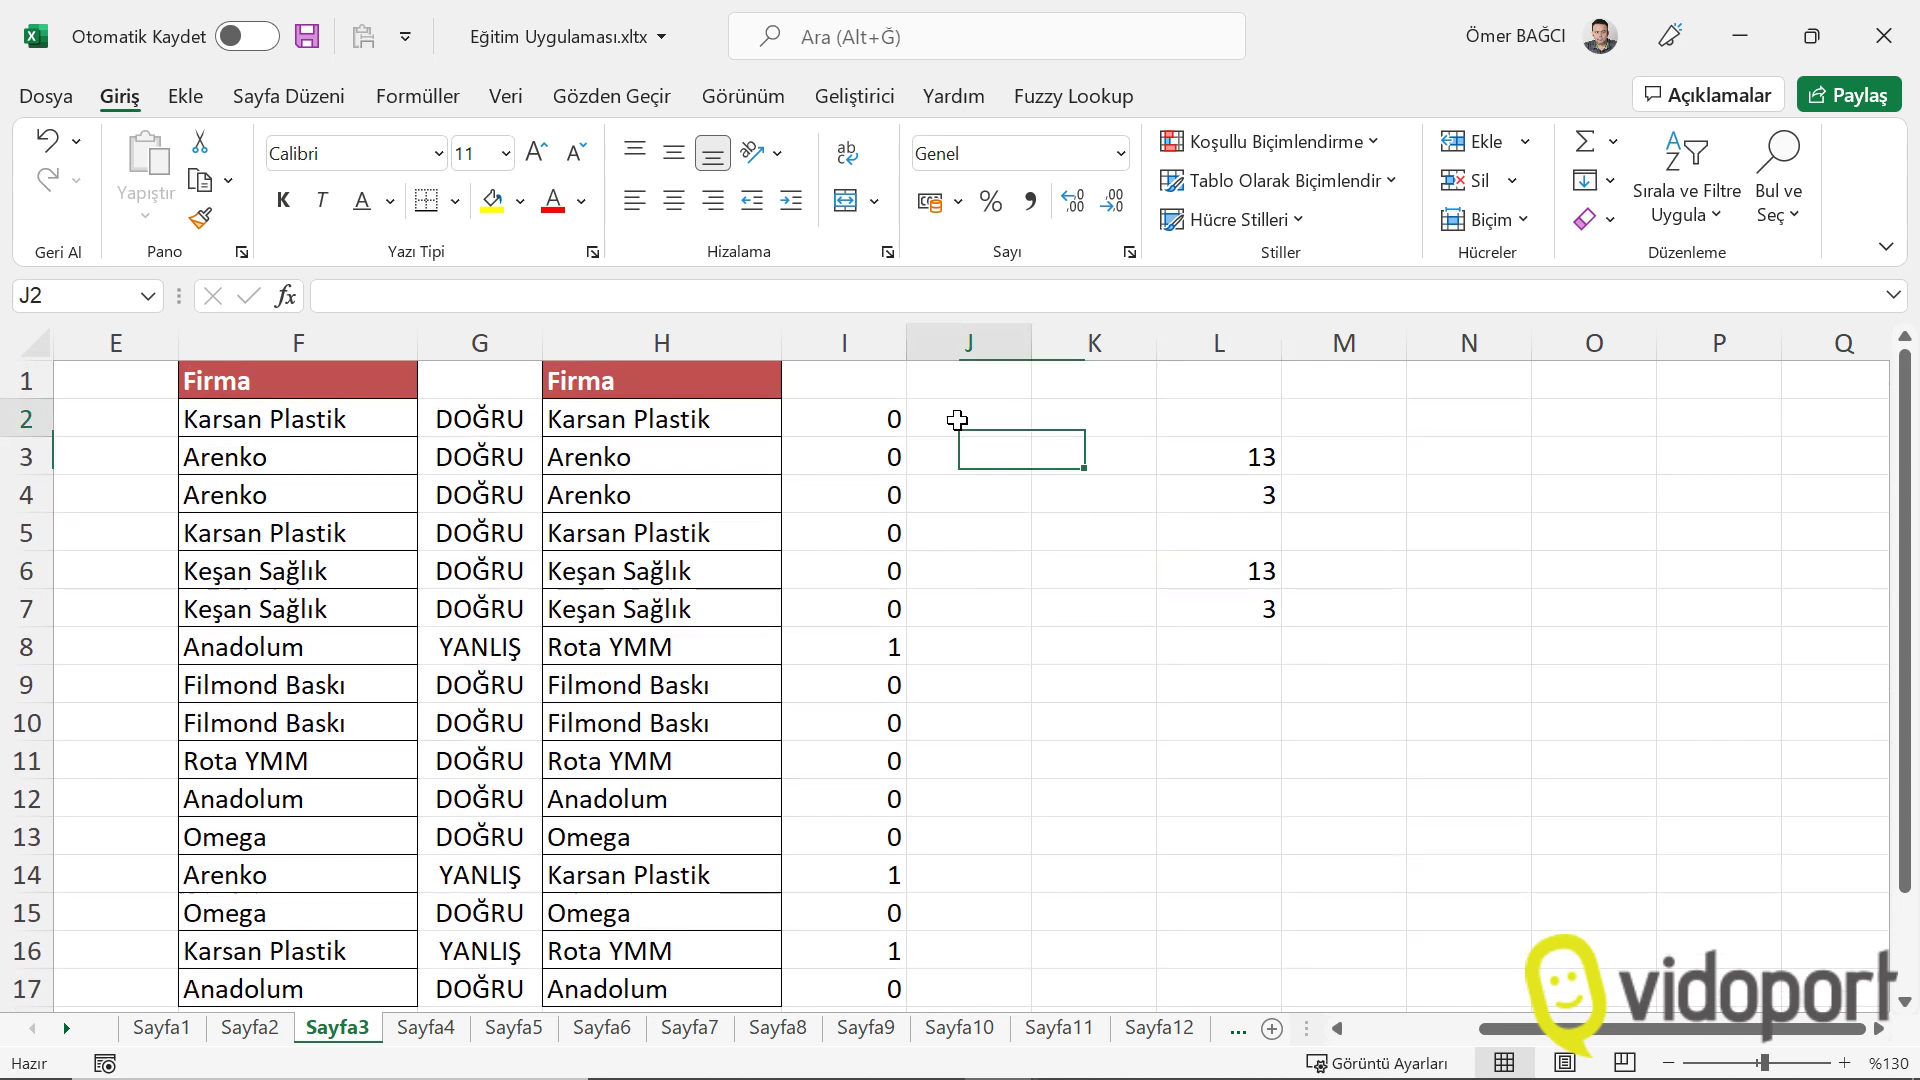 Otomatik Kaydet
Eğitim Uygulaması.xltx
Ara (Alt+Ğ)
Ömer BAĞCI
Dosya Giriş Ekle Sayfa Düzeni Formüller Veri Gözden Geçir Görünüm Geliştirici Yardım Fuzzy Lookup
Açıklamalar
Paylaş
Yapıştır
Calibri
11
K T A
A
ab
Genel
Koşullu Biçimlendirme
Tablo Olarak Biçimlendir
Hücre Stilleri
Ekle
Sil
Biçim
Sırala ve Filtre
Uygula
Bul ve
Seç
Geri Al Pano Yazı Tipi Hizalama Sayı Stiller Hücreler Düzenleme
J2
fx
E F G H I J K L M N O P Q
1 Firma Firma
2 Karsan Plastik DOĞRU Karsan Plastik 0
3 Arenko DOĞRU Arenko 0 13
4 Arenko DOĞRU Arenko 0 3
5 Karsan Plastik DOĞRU Karsan Plastik 0
6 Keşan Sağlık DOĞRU Keşan Sağlık 0 13
7 Keşan Sağlık DOĞRU Keşan Sağlık 0 3
8 Anadolum YANLIŞ Rota YMM 1
9 Filmond Baskı DOĞRU Filmond Baskı 0
10 Filmond Baskı DOĞRU Filmond Baskı 0
11 Rota YMM DOĞRU Rota YMM 0
12 Anadolum DOĞRU Anadolum 0
13 Omega DOĞRU Omega 0
14 Arenko YANLIŞ Karsan Plastik 1
15 Omega DOĞRU Omega 0
16 Karsan Plastik YANLIŞ Rota YMM 1
17 Anadolum DOĞRU Anadolum 0
vidoport
Sayfa1 Sayfa2 Sayfa3 Sayfa4 Sayfa5 Sayfa6 Sayfa7 Sayfa8 Sayfa9 Sayfa10 Sayfa11 Sayfa12 ...
Hazır
Görüntü Ayarları
%130